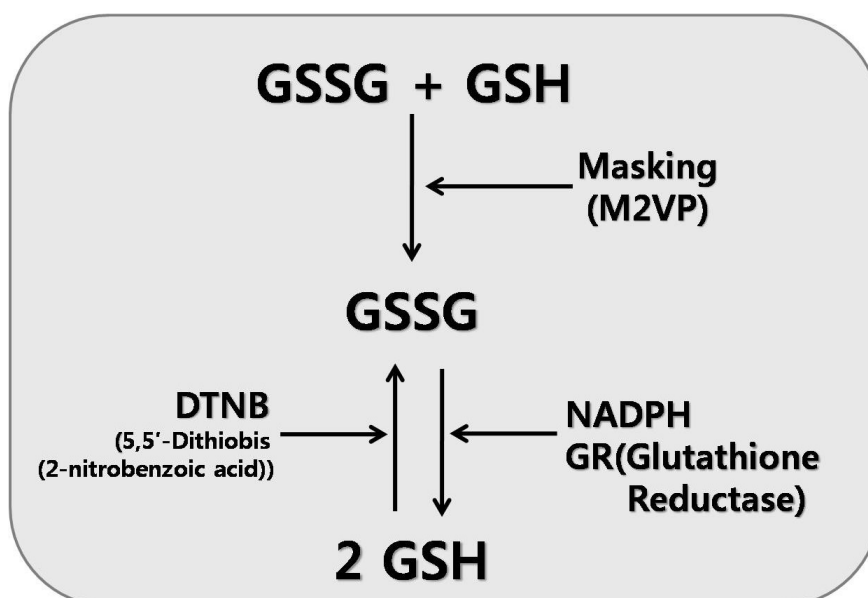 GSSG + GSH
Masking
(M2VP)
GSSG
DTNB
(5,5'-Dithiobis
(2-nitrobenzoic acid))
NADPH
GR(Glutathione
Reductase)
2 GSH